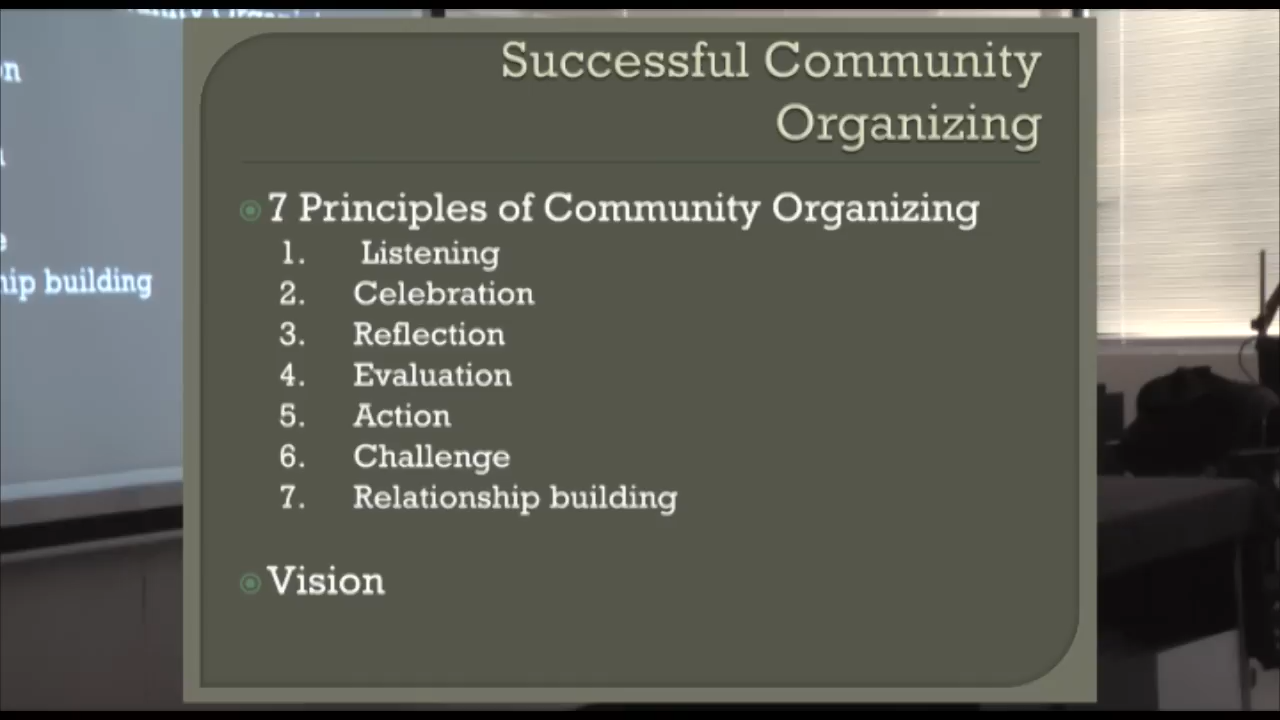 Successful Community
Organizing
7 Principles of Community Organizing
1. Listening
2. Celebration
3. Reflection
4. Evaluation
5. Action
6. Challenge
7. Relationship building
Vision
building